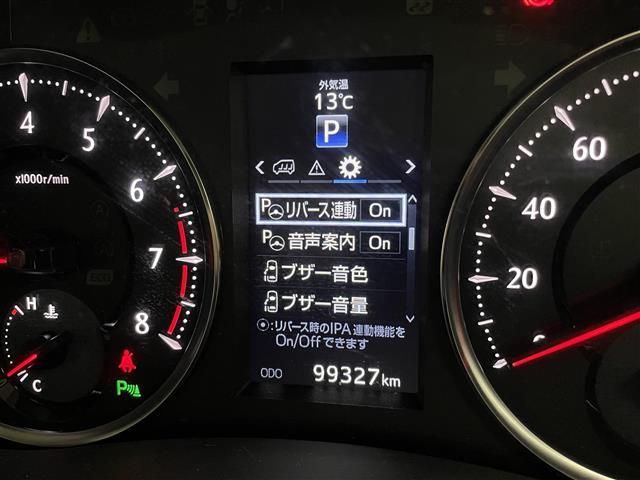 外気温
13℃
P
4
5
6
7
8
x1000r/min
ECO
H
C
P
リバース連動 On
音声案内 On
ブザー音色
ブザー音量
◉:リバース時のIPA連動機能を
On/Offできます
ODO 99327km
60
40
20